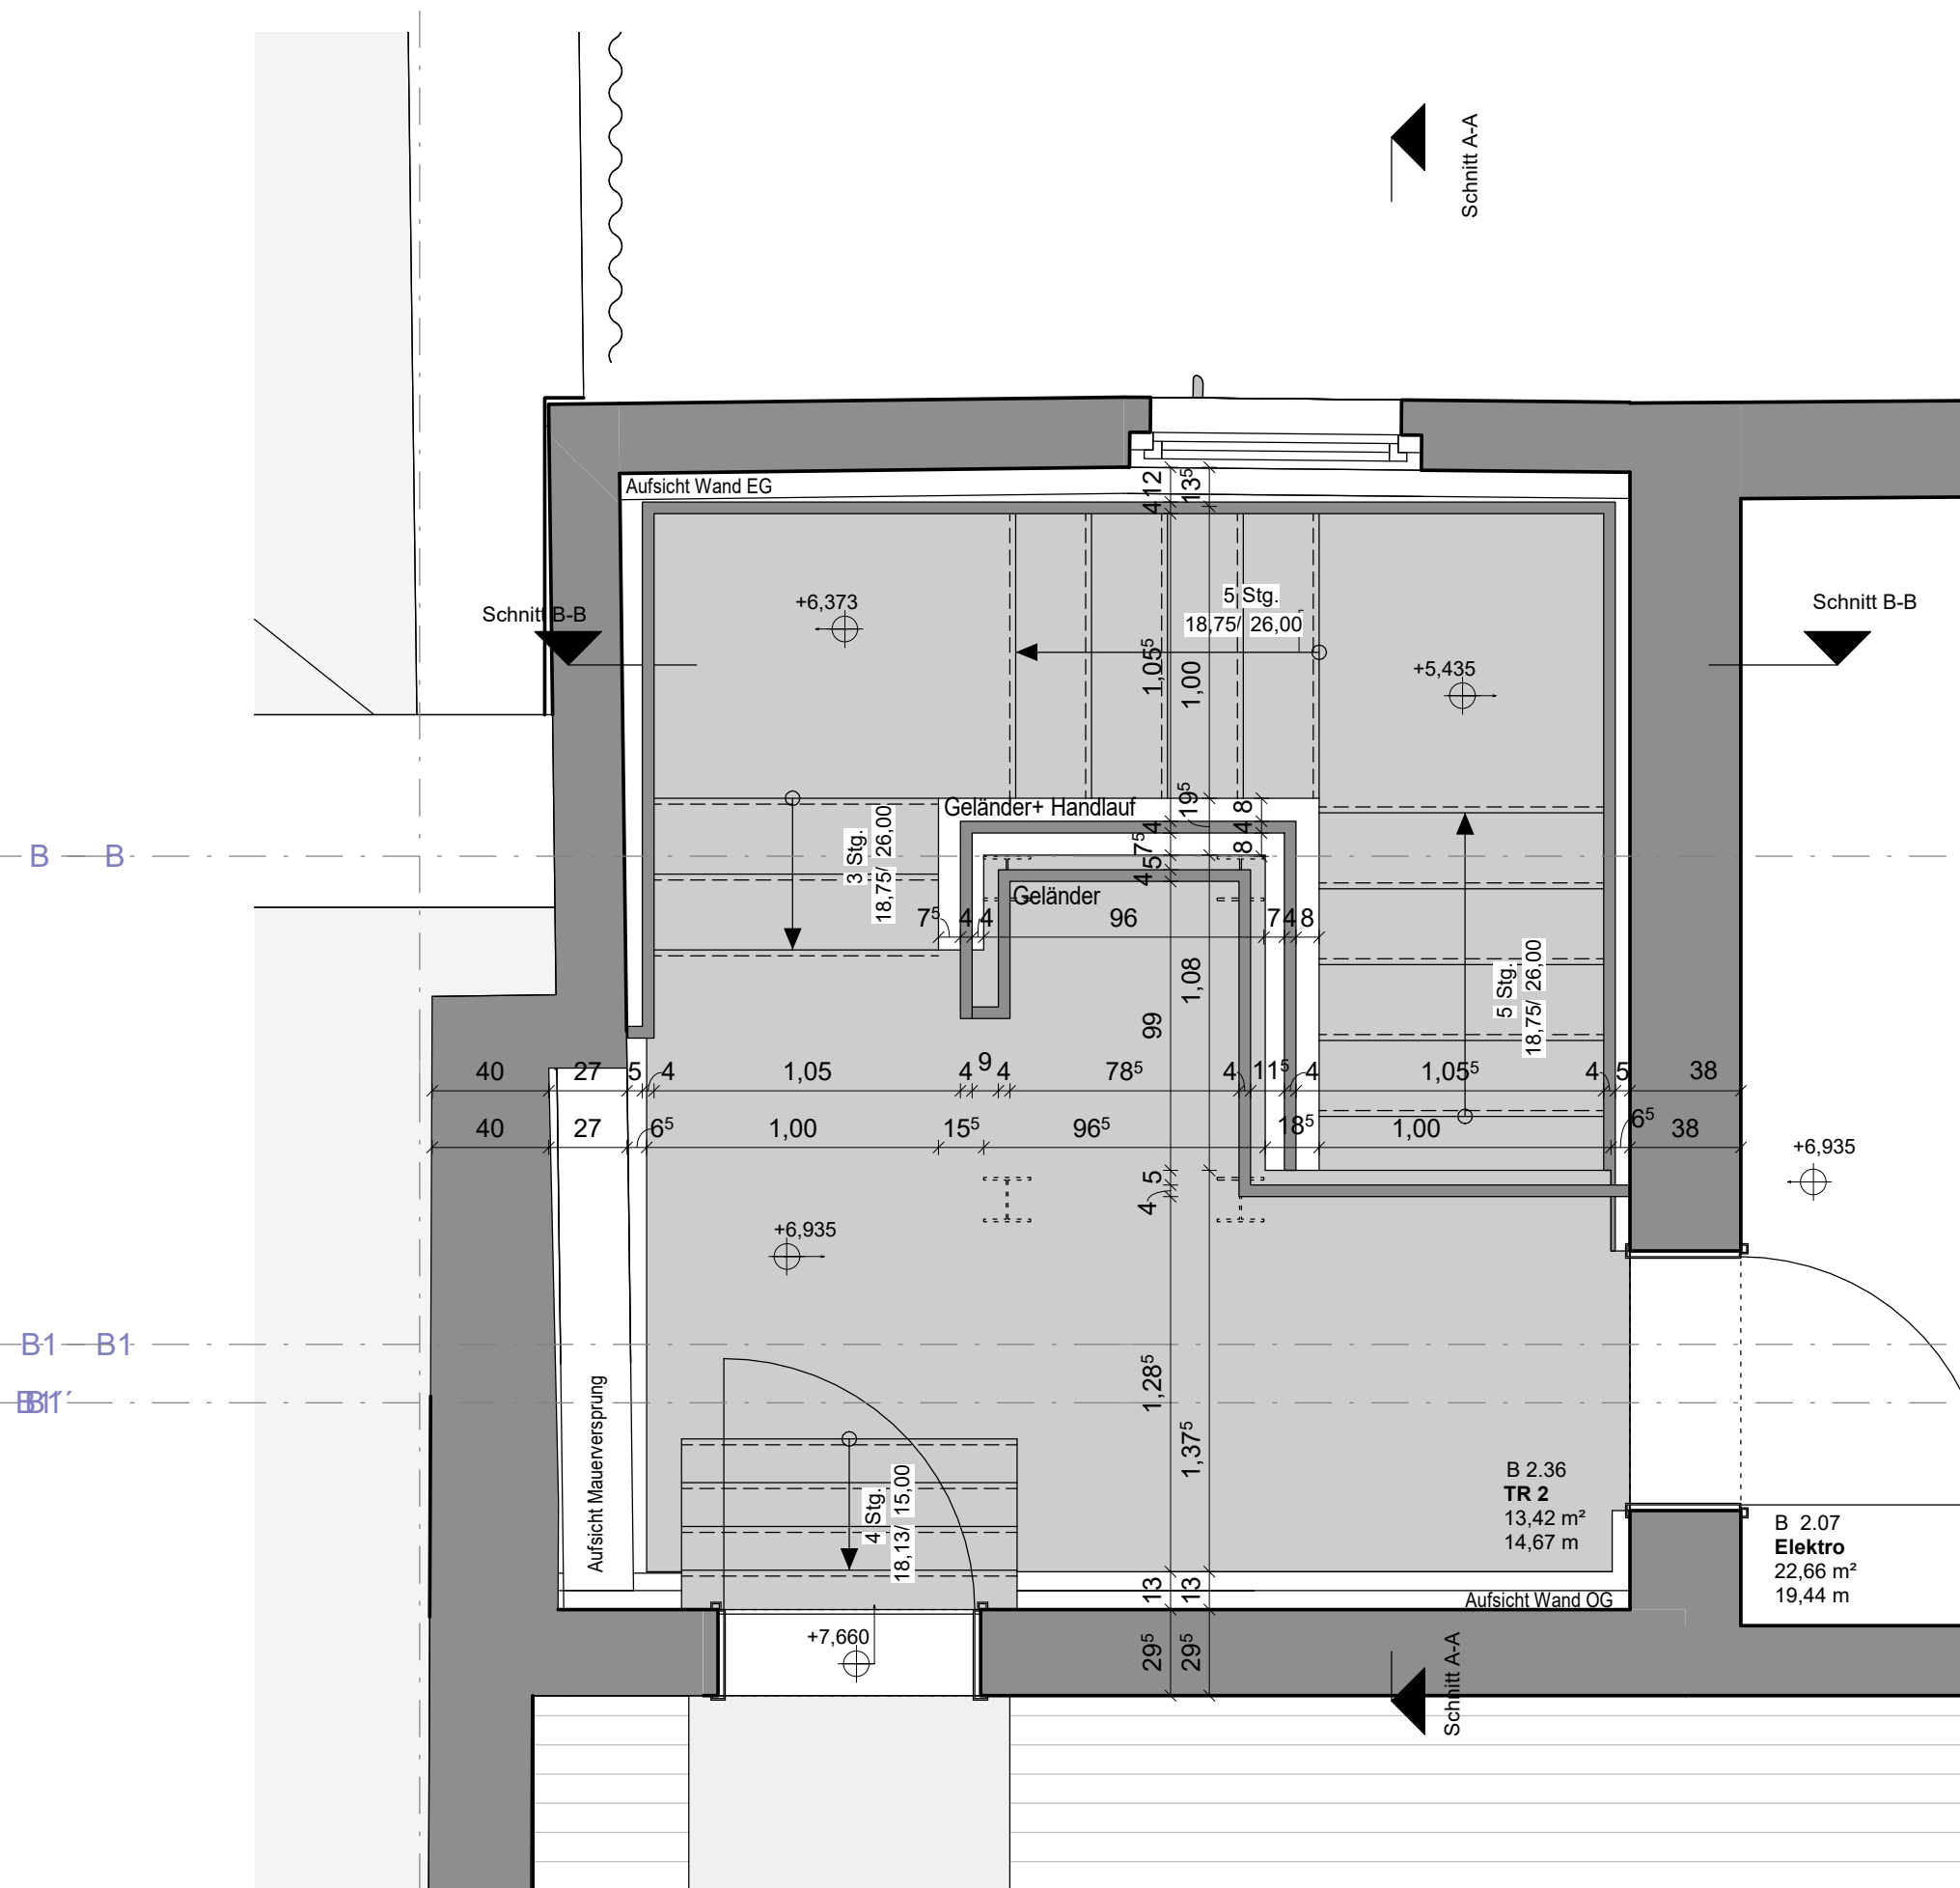 Schnitt A-A
Aufsicht Wand EG
12
13⁵
4
+6,373
5 Stg.
18,75/ 26,00
Schnitt B-B
Schnitt B-B
1,05⁵
1,00
+5,435
Geländer+ Handlauf
19⁵
8
3 Stg.
18,75/ 26,00
4
4
7⁵
8
B
B
5
4
Geländer
7⁵
4
4
96
7
4
8
1,08
99
5 Stg.
18,75/ 26,00
40
27
5
4
1,05
4
9
4
78⁵
4
11⁵
4
1,05⁵
4
5
38
40
27
6⁵
1,00
15⁵
96⁵
18⁵
1,00
6⁵
38
+6,935
5
4
+6,935
B1
B1
1,28⁵
B1´
Aufsicht Mauerversprung
1,37⁵
4 Stg.
18,13/ 15,00
B 2.36
TR 2
13,42 m²
14,67 m
B 2.07
Elektro
22,66 m²
19,44 m
13
13
Aufsicht Wand OG
+7,660
29⁵
29⁵
Schnitt A-A